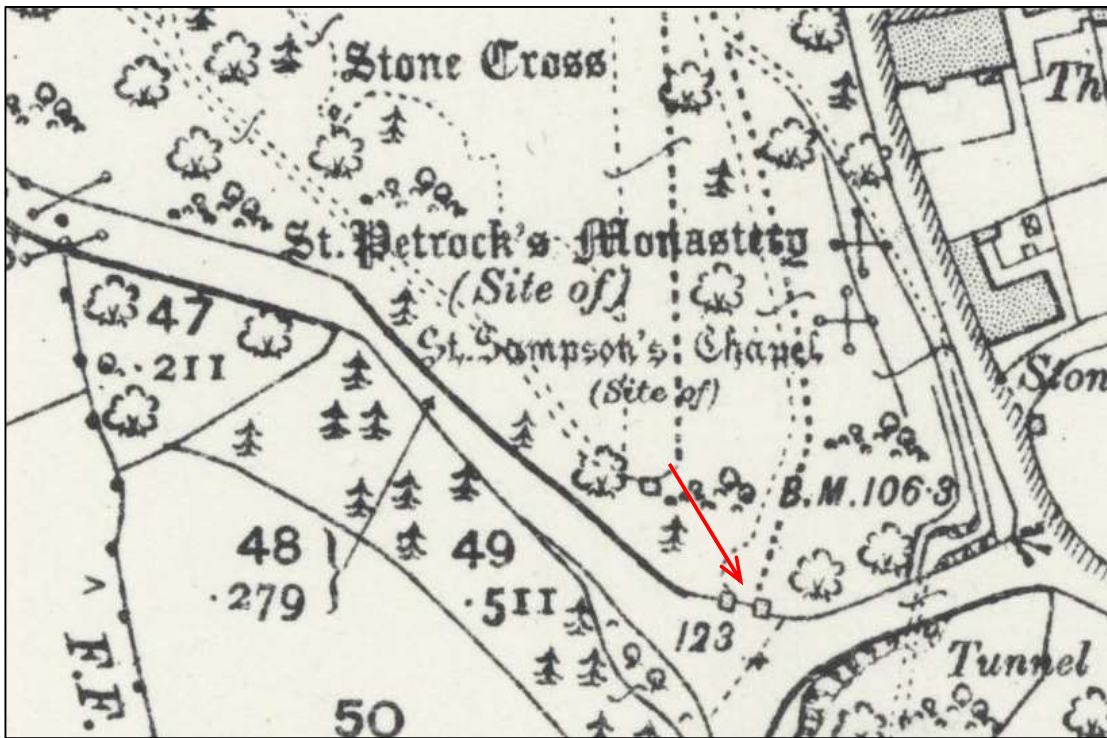 Stone Cross
Th
St. Petrock's Monastery
(Site of)
47
.211
St. Sampson's Chapel
(Site of)
Ston
B.M.106.3
48
.279
49
.511
123
Tunnel
F.F.
50